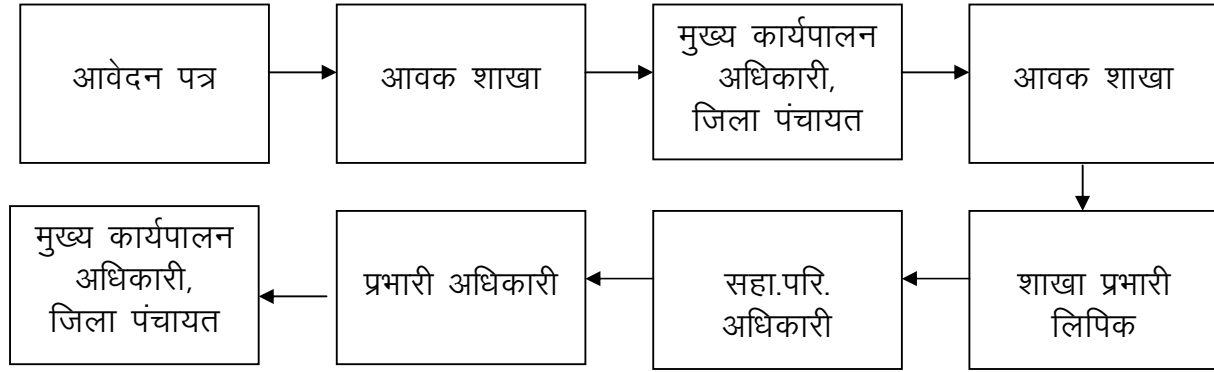 आवेदन पत्र
आवक शाखा
मुख्य कार्यपालन
अधिकारी,
जिला पंचायत
आवक शाखा
शाखा प्रभारी
लिपिक
सहा.परि.
अधिकारी
प्रभारी अधिकारी
मुख्य कार्यपालन
अधिकारी,
जिला पंचायत